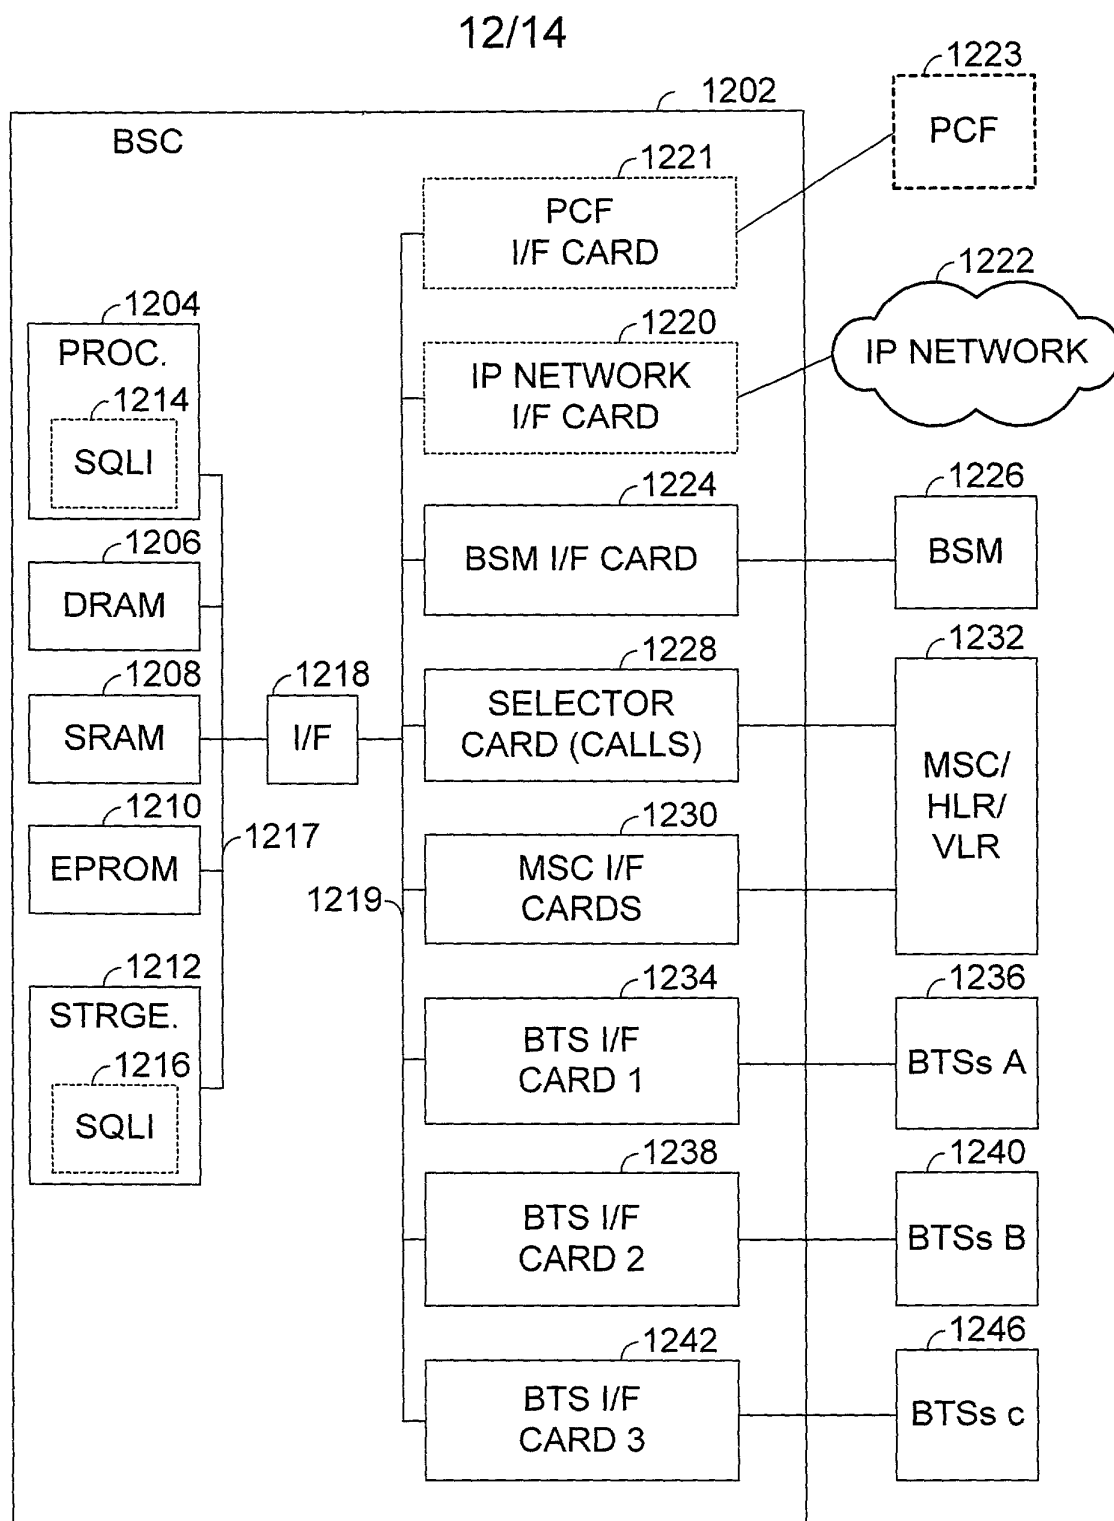 12/14
1202
BSC
1223
PCF
1221
PCF
I/F CARD
1222
IP NETWORK
1220
IP NETWORK
I/F CARD
1204
PROC.
1214
SQLI
1224
BSM I/F CARD
1226
BSM
1206
DRAM
1208
SRAM
1218
I/F
1228
SELECTOR
CARD (CALLS)
1232
MSC/
HLR/
VLR
1210
EPROM
1217
1219
1230
MSC I/F
CARDS
1212
STRGE.
1216
SQLI
1234
BTS I/F
CARD 1
1236
BTSs A
1238
BTS I/F
CARD 2
1240
BTSs B
1242
BTS I/F
CARD 3
1246
BTSs c